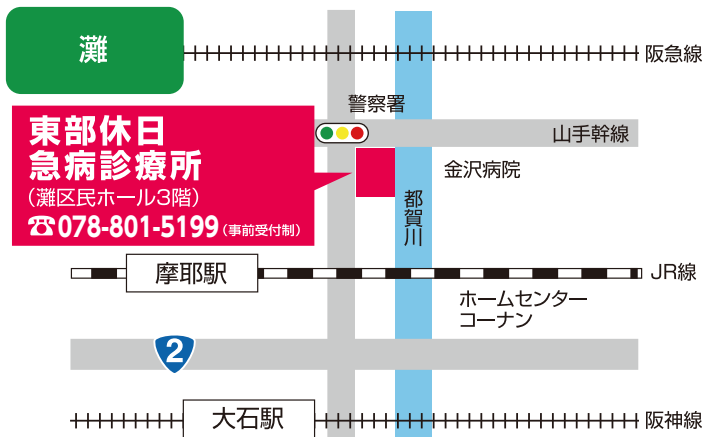 灘
阪急線
警察署
山手幹線
東部休日
急病診療所
(灘区民ホール3階)
☎078-801-5199(事前受付制)
金沢病院
都賀川
摩耶駅
JR線
ホームセンター
コーナン
2
大石駅
阪神線